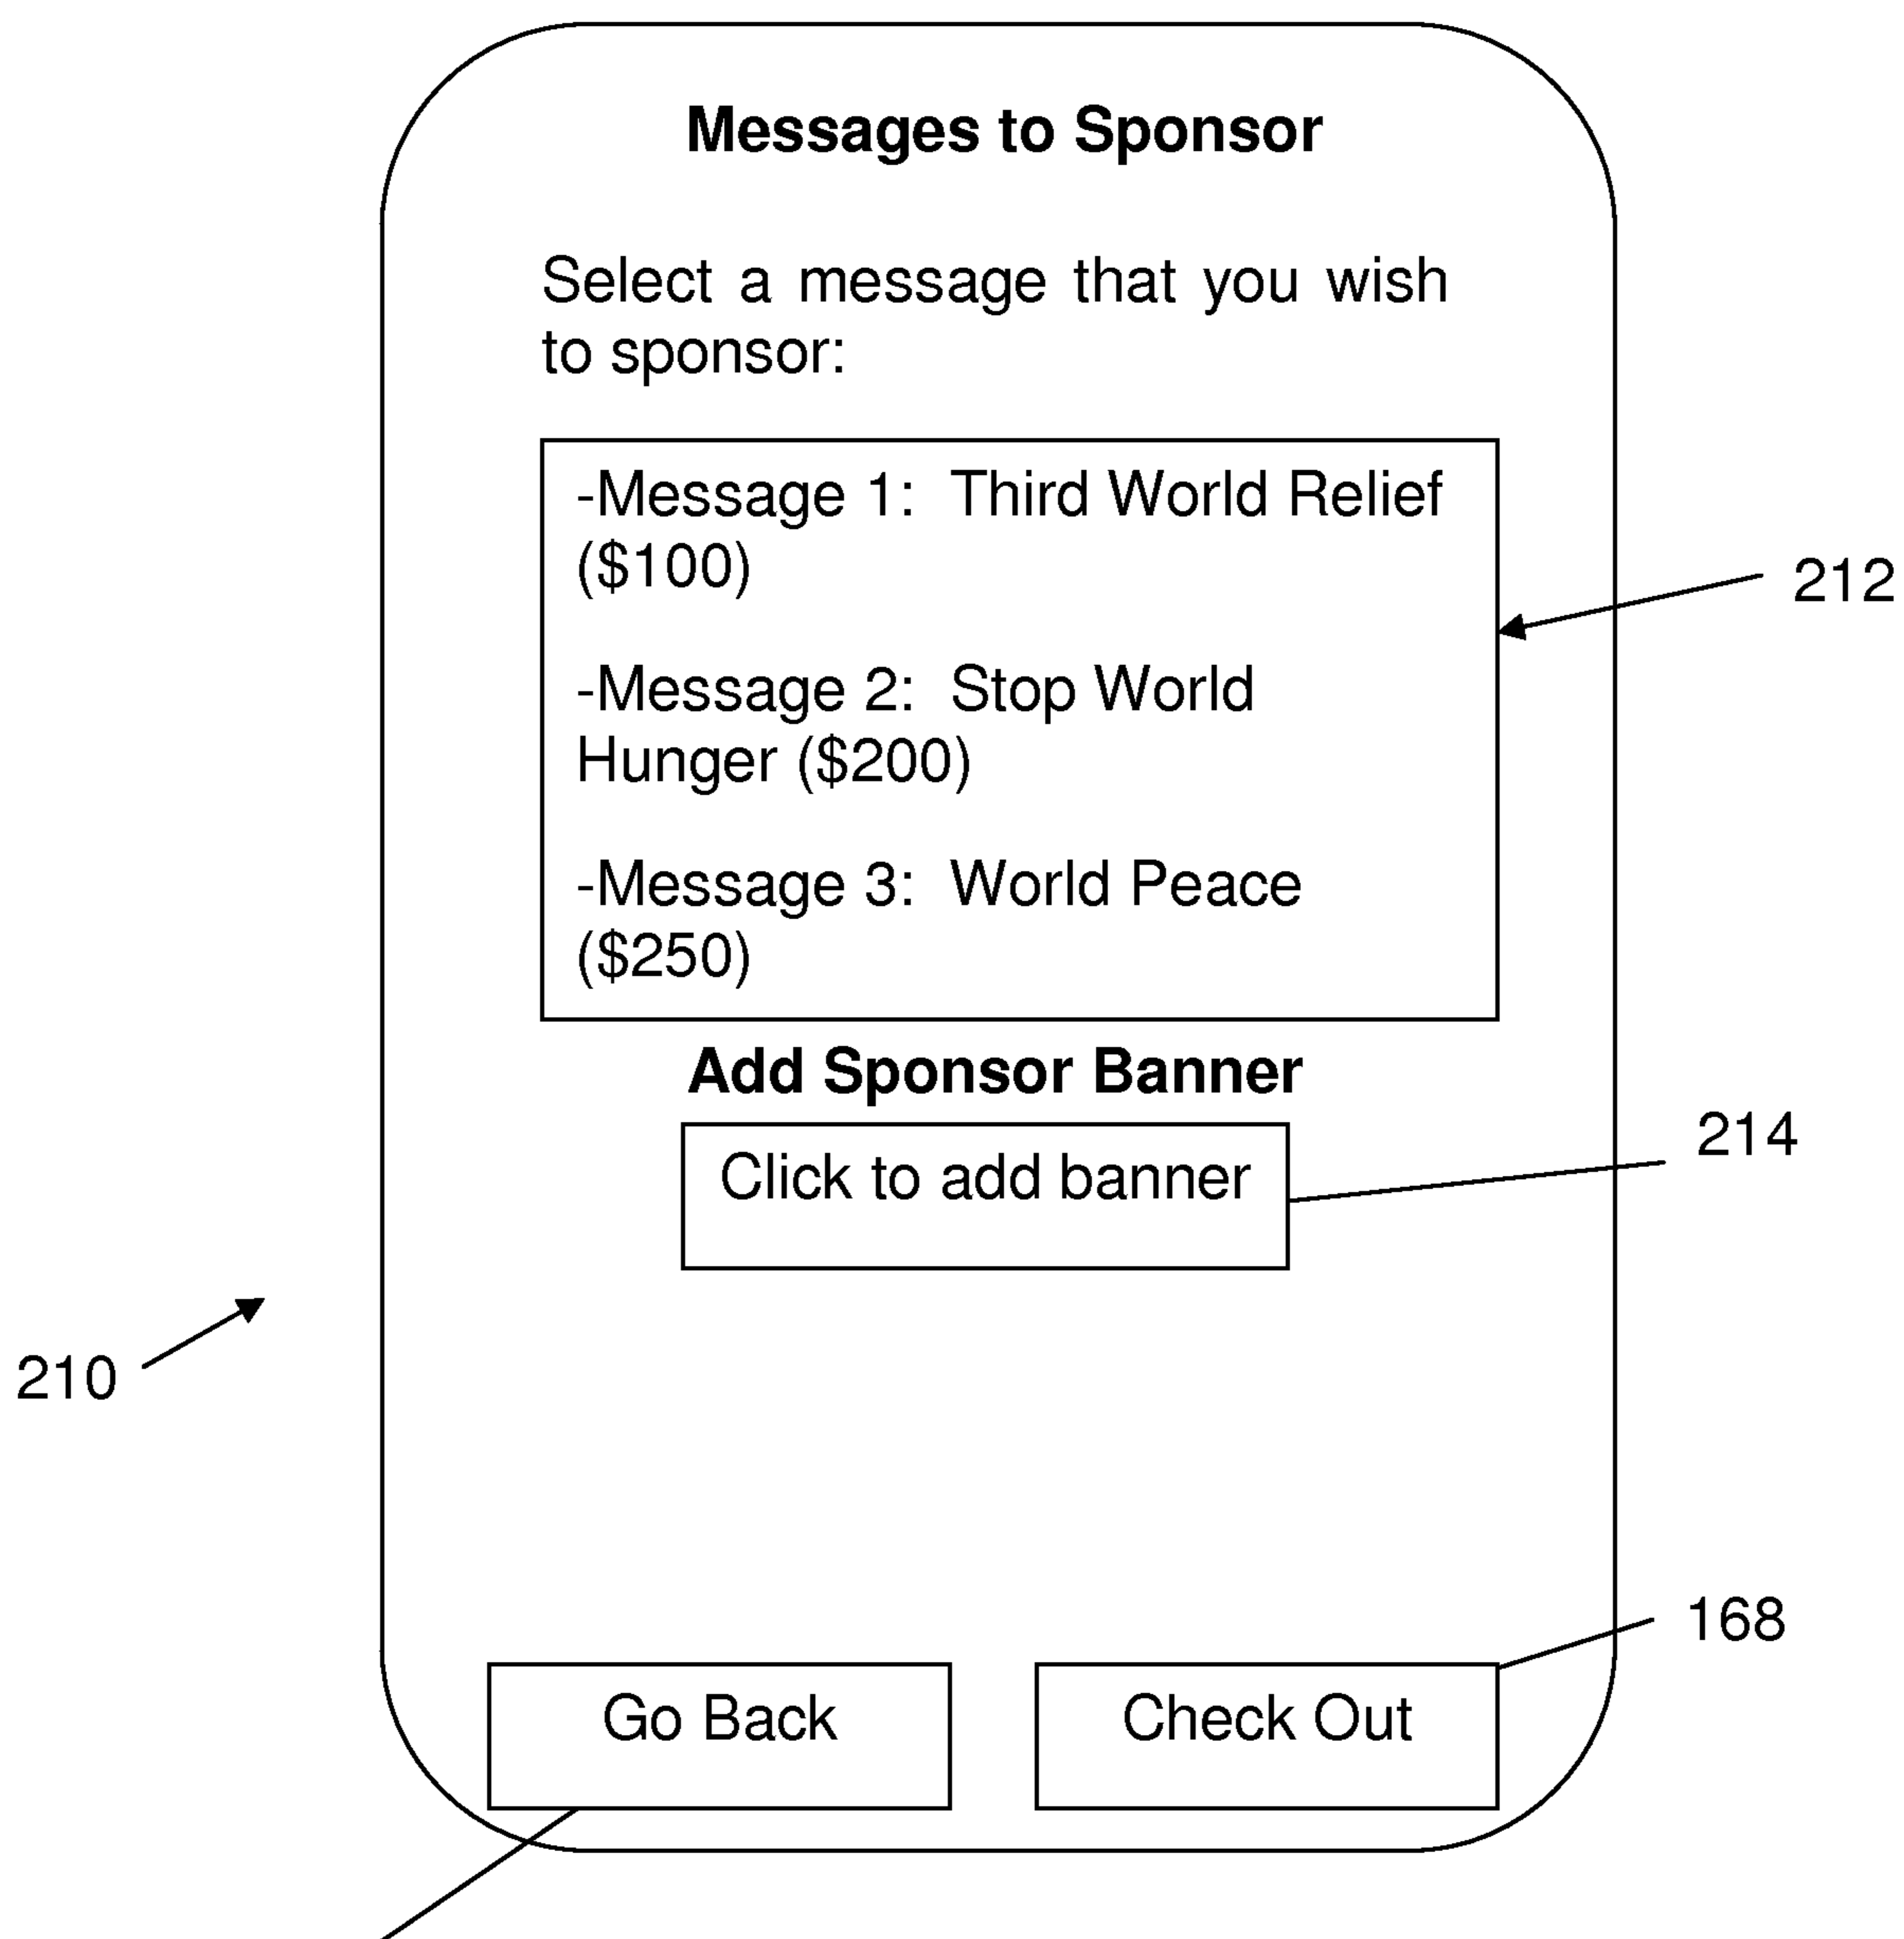 Messages to Sponsor
Select a message that you wish
to sponsor:
-Message 1: Third World Relief
($100)
212
-Message 2: Stop World
Hunger ($200)
-Message 3: World Peace
($250)
Add Sponsor Banner
214
Click to add banner
210
168
Go Back
Check Out